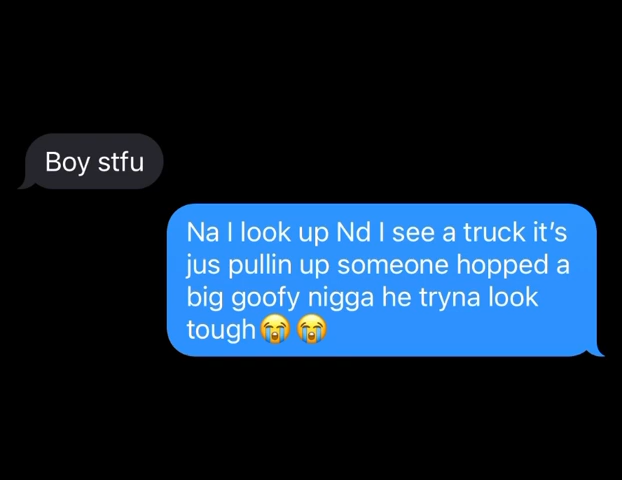 Boy stfu
Na I look up Nd I see a truck it’s
jus pullin up someone hopped a
big goofy nigga he tryna look
tough😭😭